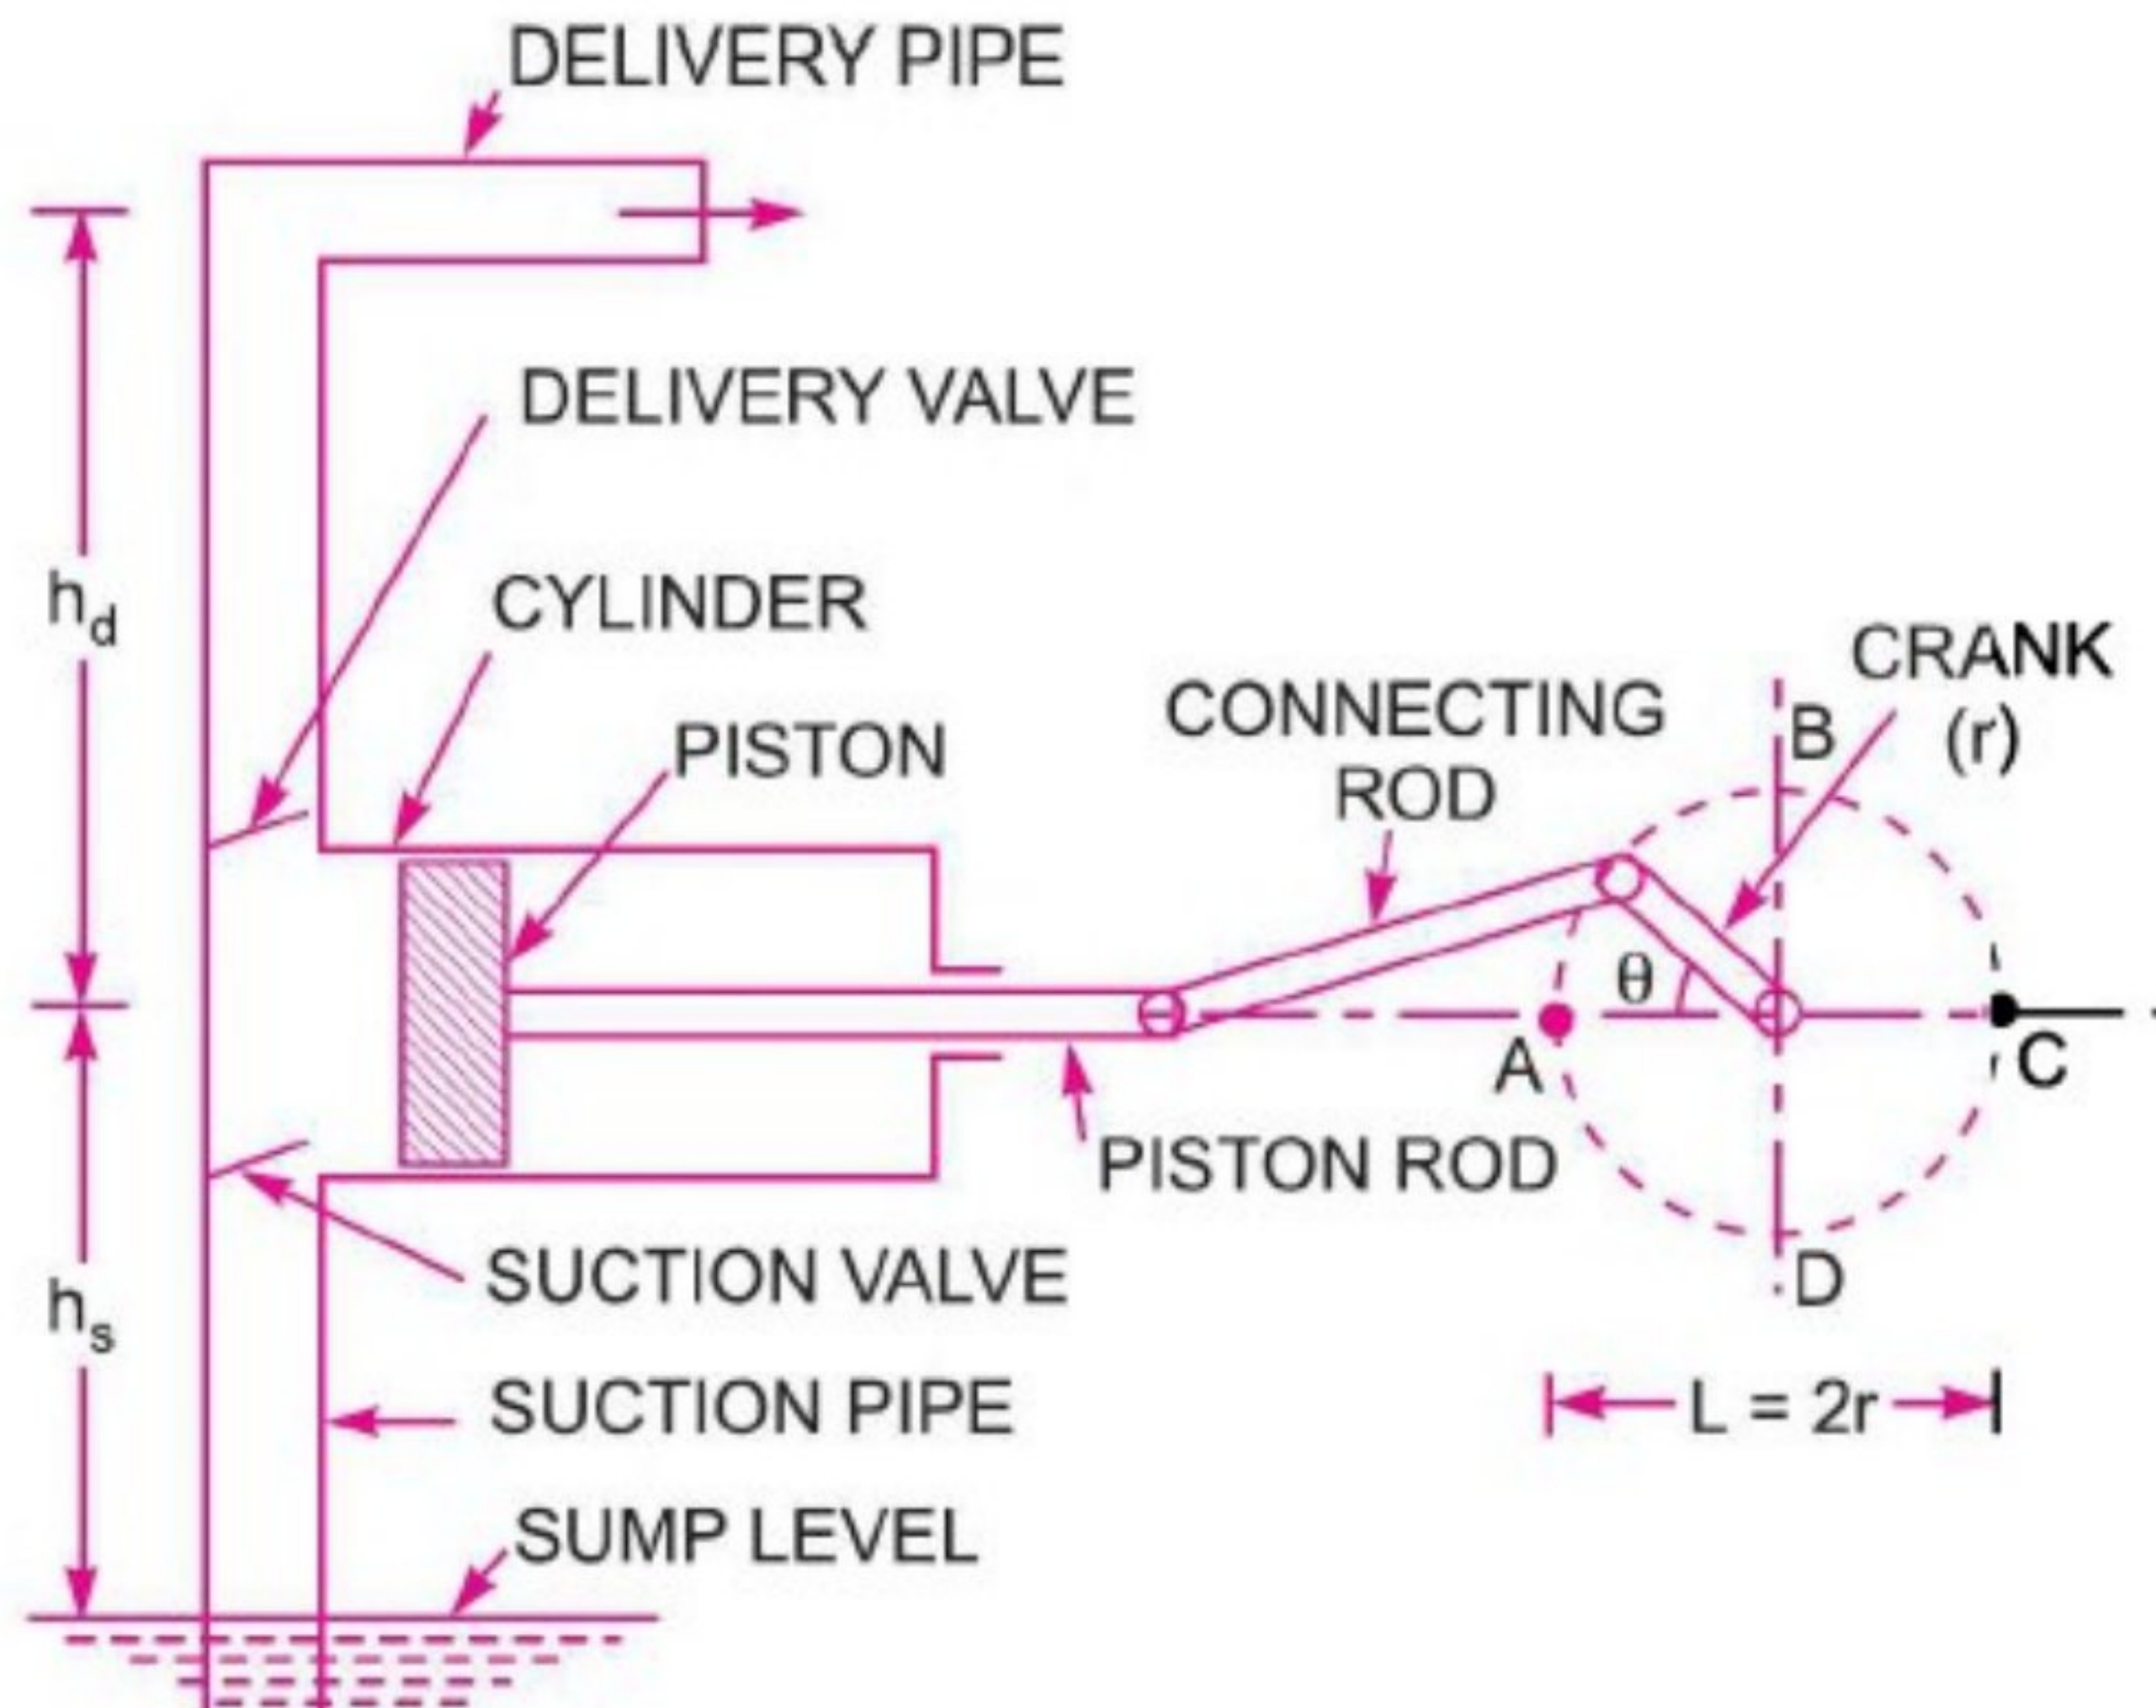 DELIVERY PIPE
DELIVERY VALVE
CYLINDER
PISTON
CONNECTING
ROD
CRANK
(r)
B
h_d
θ
A
C
PISTON ROD
D
SUCTION VALVE
h_s
SUCTION PIPE
L = 2r
SUMP LEVEL